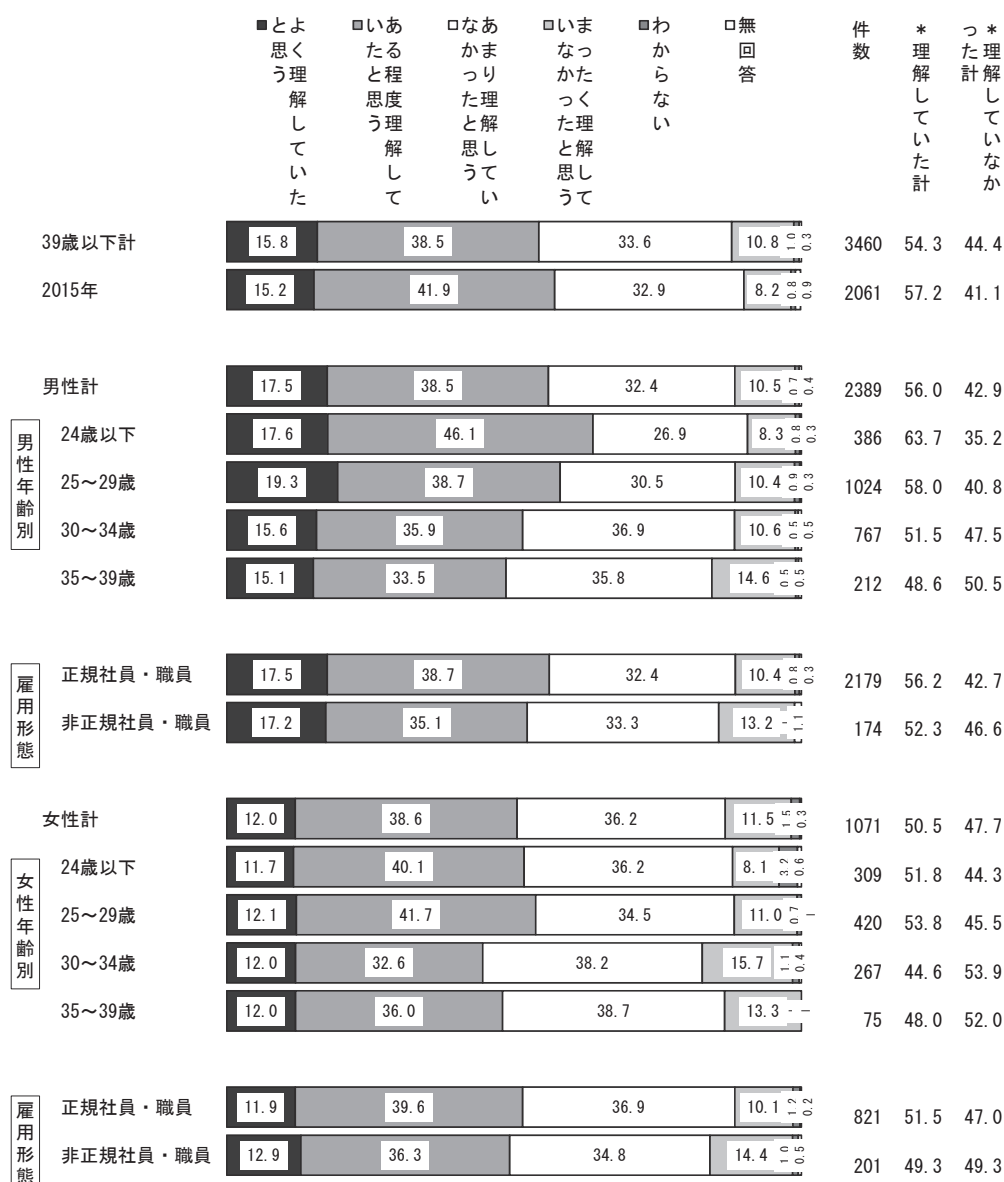 ■よく理解していたと思う
■ある程度理解していたと思う
□あまり理解していなかったと思う
□まったく理解していなかったと思う
■わからない
□無回答
件数
＊理解していた計
＊理解していなかった計
39歳以下計 15.8 38.5 33.6 10.8 1.0 0.3 3460 54.3 44.4
2015年 15.2 41.9 32.9 8.2 0.8 0.9 2061 57.2 41.1
男性計 17.5 38.5 32.4 10.5 0.7 0.4 2389 56.0 42.9
男性年齢別
24歳以下 17.6 46.1 26.9 8.3 0.8 0.3 386 63.7 35.2
25～29歳 19.3 38.7 30.5 10.4 0.9 0.3 1024 58.0 40.8
30～34歳 15.6 35.9 36.9 10.6 0.5 0.5 767 51.5 47.5
35～39歳 15.1 33.5 35.8 14.6 0.5 0.5 212 48.6 50.5
雇用形態
正規社員・職員 17.5 38.7 32.4 10.4 0.8 0.3 2179 56.2 42.7
非正規社員・職員 17.2 35.1 33.3 13.2 - 1.1 174 52.3 46.6
女性計 12.0 38.6 36.2 11.5 1.5 0.3 1071 50.5 47.7
女性年齢別
24歳以下 11.7 40.1 36.2 8.1 3.2 0.6 309 51.8 44.3
25～29歳 12.1 41.7 34.5 11.0 0.7 - 420 53.8 45.5
30～34歳 12.0 32.6 38.2 15.7 1.1 0.4 267 44.6 53.9
35～39歳 12.0 36.0 38.7 13.3 - - 75 48.0 52.0
雇用形態
正規社員・職員 11.9 39.6 36.9 10.1 1.2 0.2 821 51.5 47.0
非正規社員・職員 12.9 36.3 34.8 14.4 1.0 0.5 201 49.3 49.3